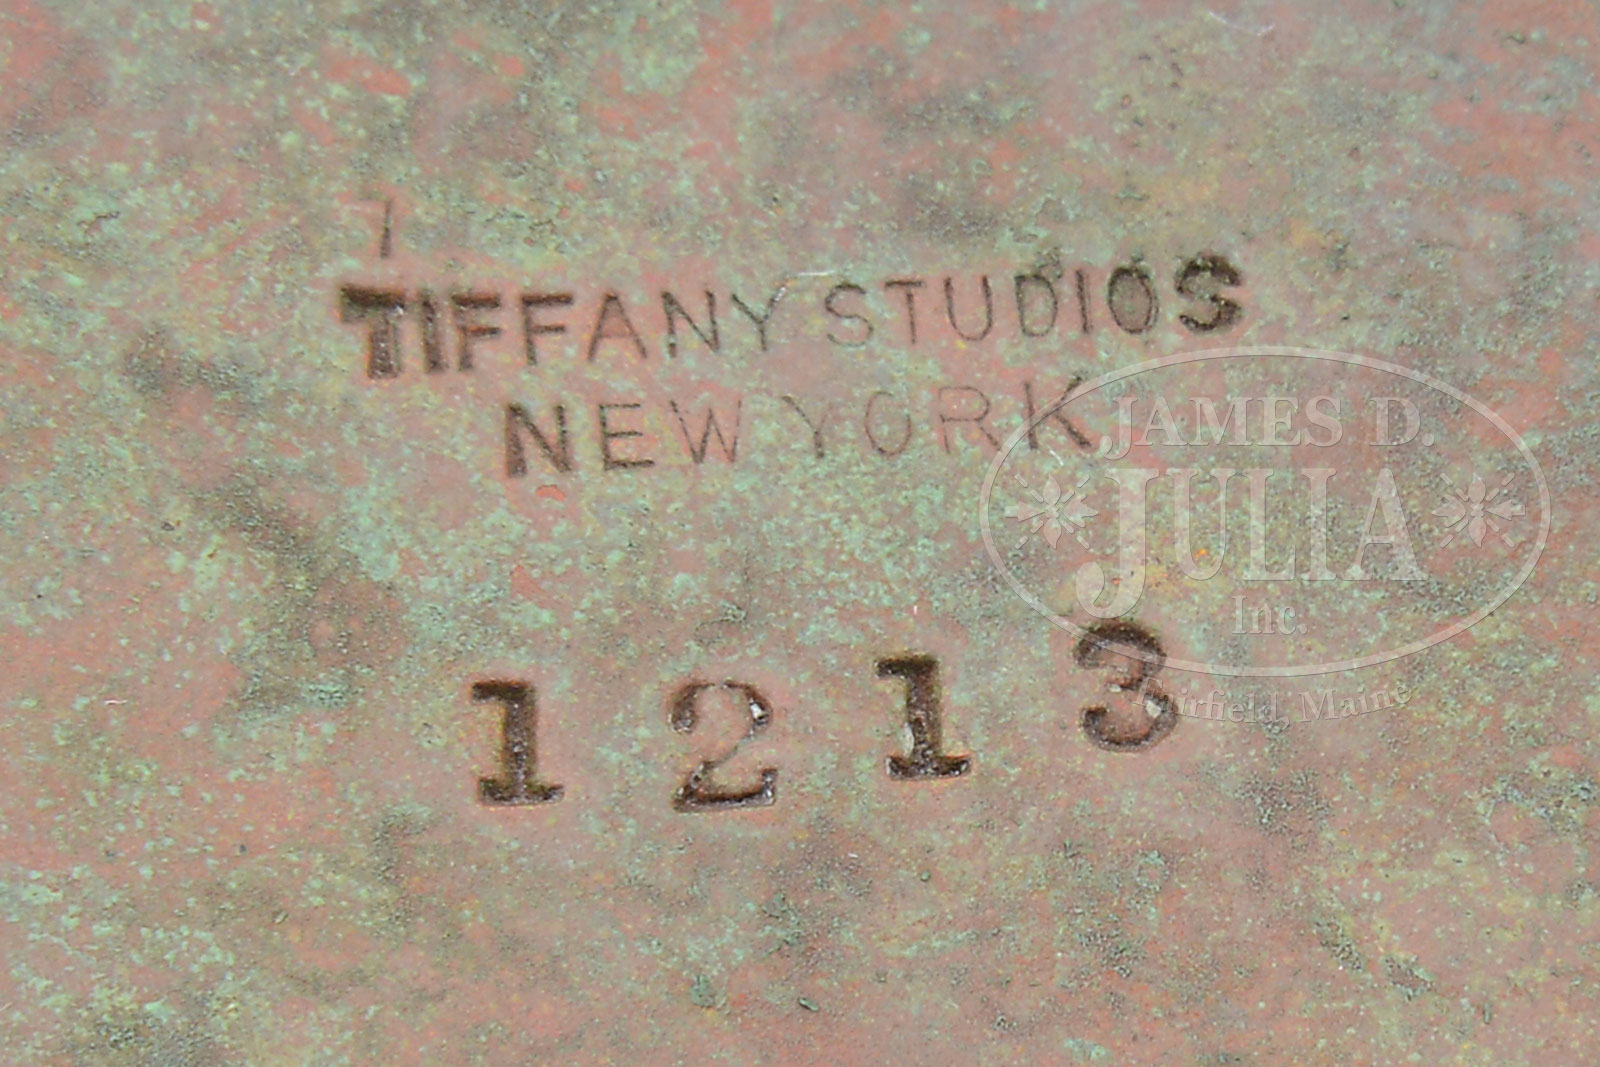 TIFFANY STUDIOS
NEW YORK
1213
JAMES D.
JULIA
Inc.
Fairfield, Maine